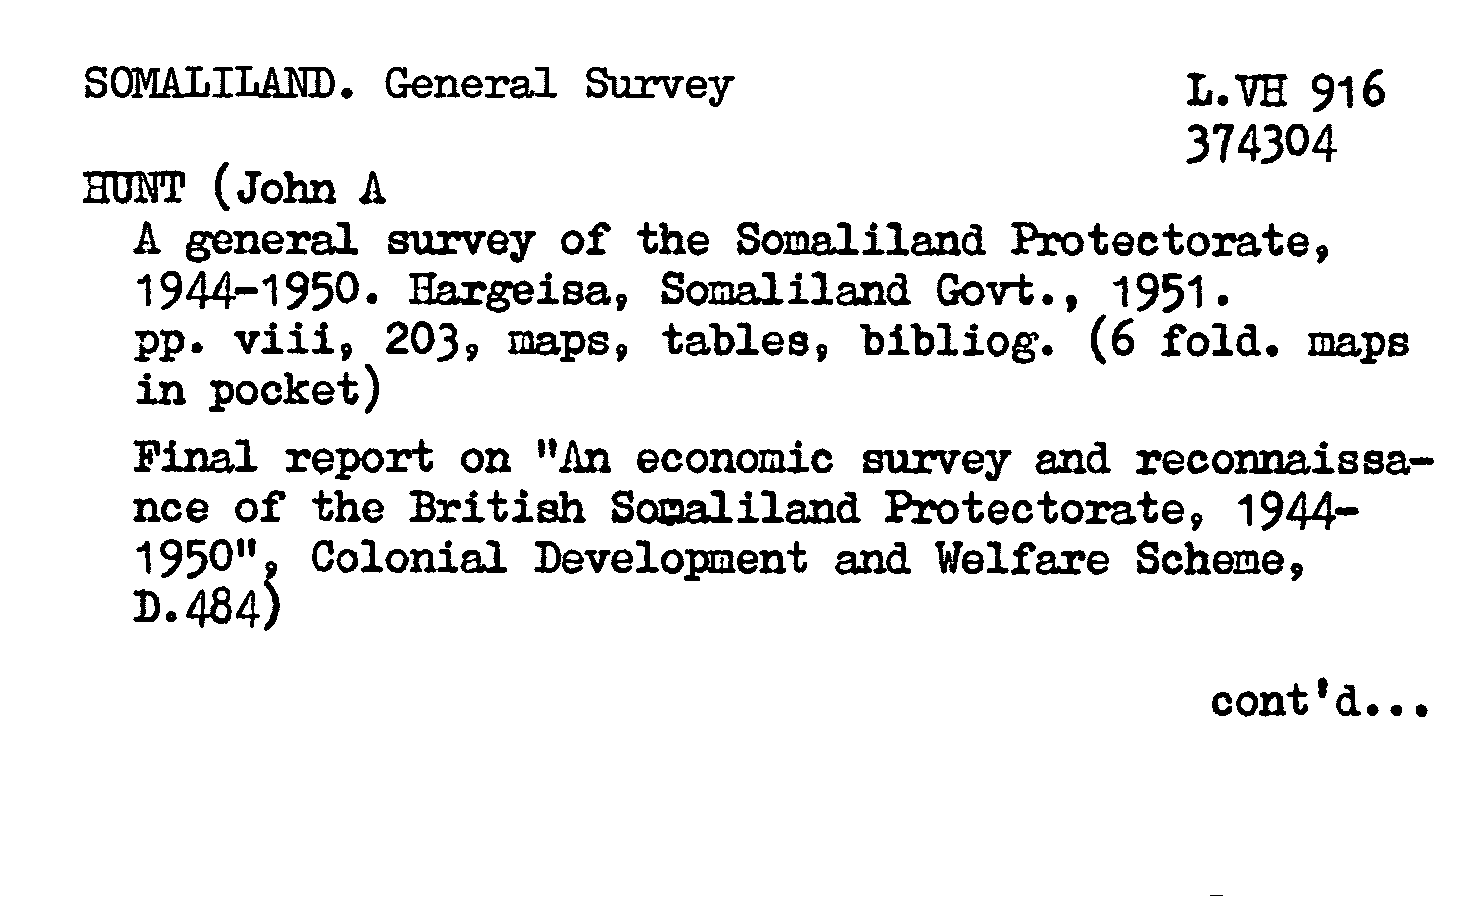 SOMALILAND. General Survey
L.VH 916
374304
HUNT (John A
A general survey of the Somaliland Protectorate,
1944-1950. Hargeisa, Somaliland Govt., 1951.
pp. viii, 203, maps, tables, bibliog. (6 fold. maps
in pocket)
Final report on "An economic survey and reconnaissa-
nce of the British Somaliland Protectorate, 1944-
1950", Colonial Development and Welfare Scheme,
D.484)
cont'd...